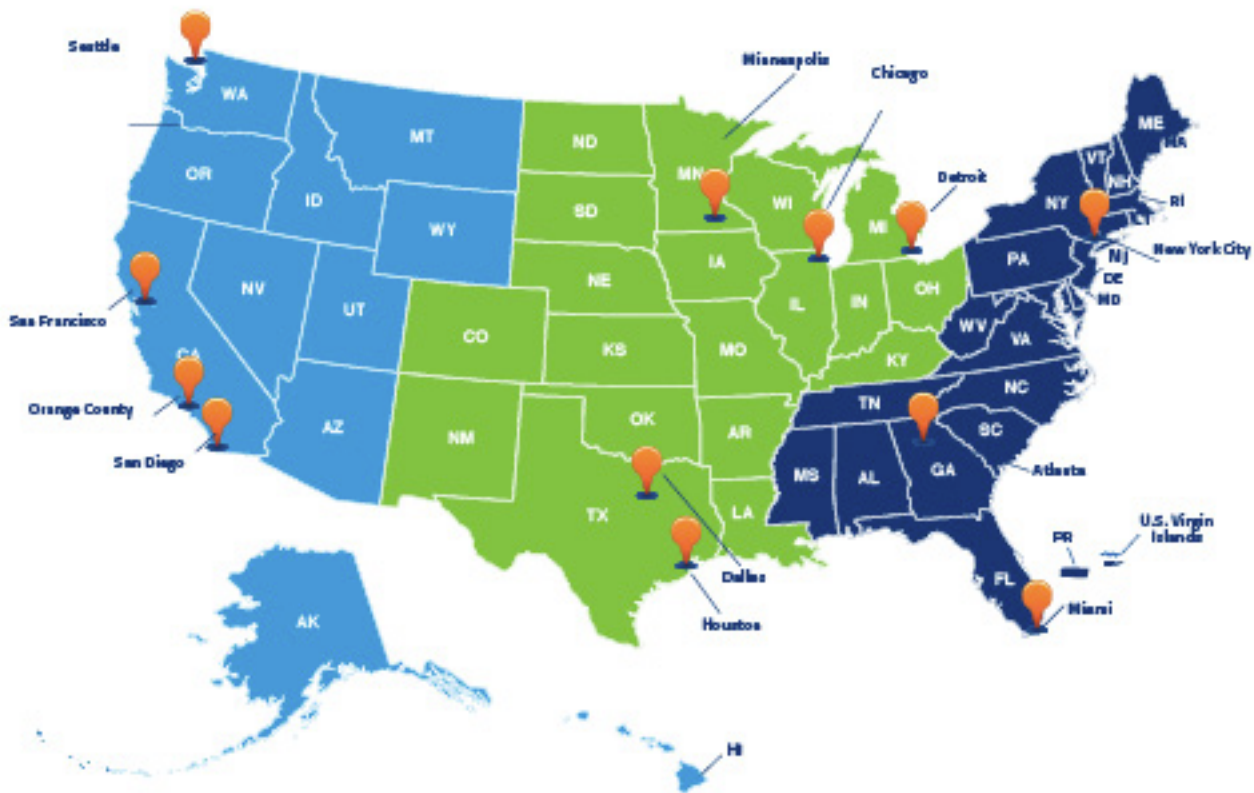 Seattle
Minneapolis
Chicago
WA
MT
ND
MN
ME
MA
VT
NH
OR
ID
SD
WI
Detroit
NY
RI
WY
MI
New York City
IA
PA
NJ
NV
NE
OH
DE
MD
UT
IL
IN
San Francisco
CO
KS
MO
WV
VA
CA
KY
NC
Orange County
TN
AZ
NM
OK
AR
SC
San Diego
MS
AL
GA
Atlanta
TX
LA
U.S. Virgin
Islands
PR
Dallas
FL
Miami
Houston
AK
HI